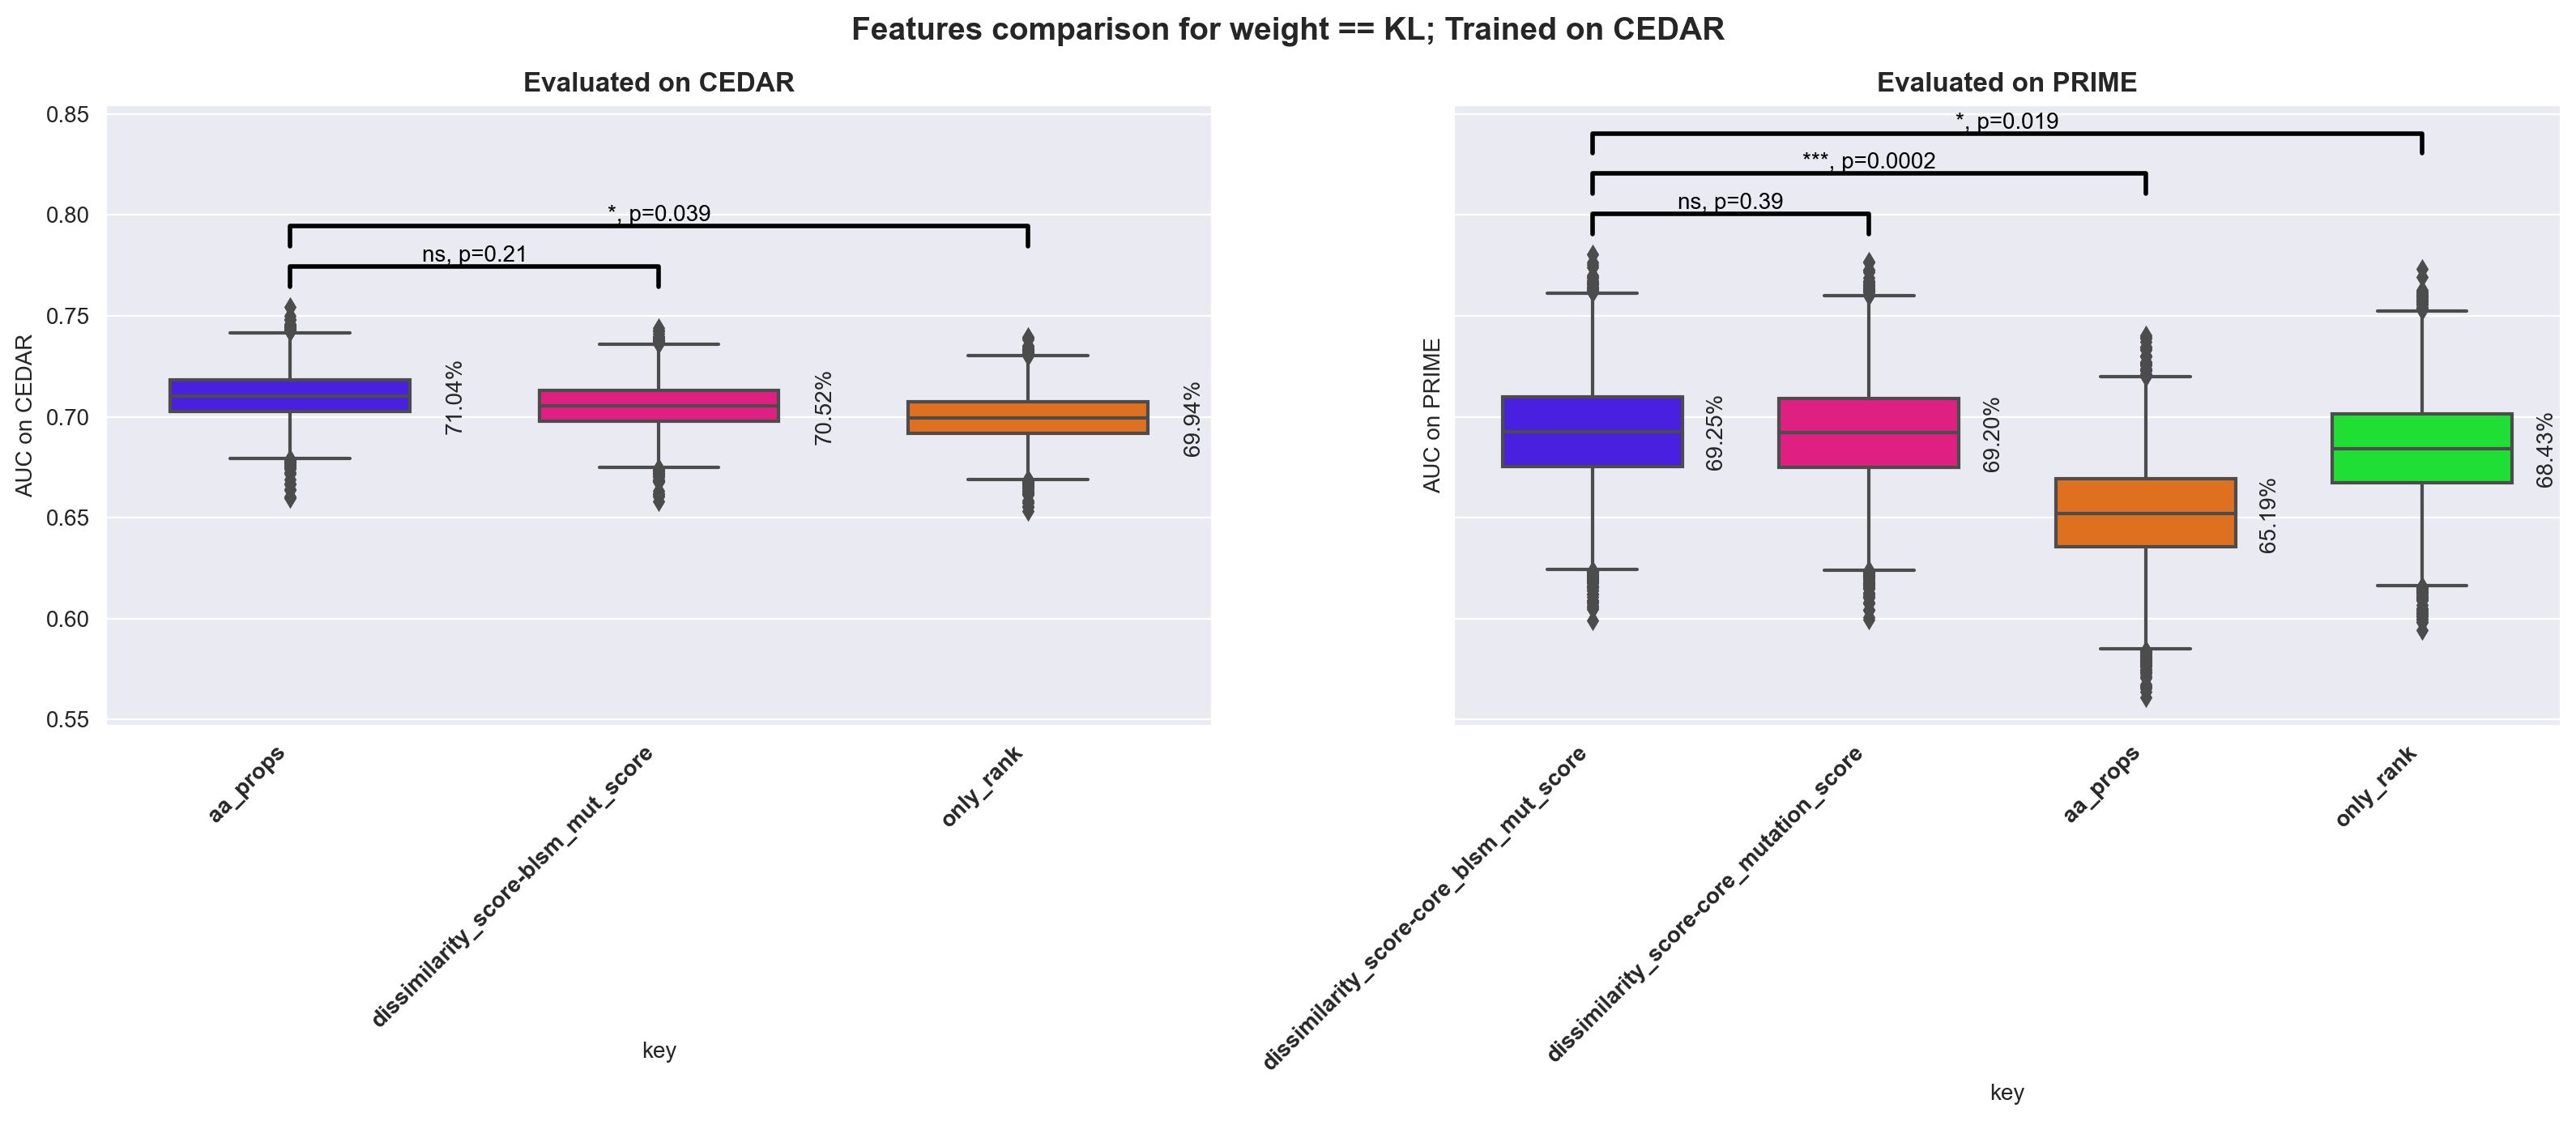 Features comparison for weight == KL; Trained on CEDAR
Evaluated on CEDAR
AUC on CEDAR
0.85
0.80
0.75
0.70
0.65
0.60
0.55
*, p=0.039
ns, p=0.21
71.04%
70.52%
69.94%
aa_props
dissimilarity_score-blsm_mut_score
only_rank
key
Evaluated on PRIME
AUC on PRIME
*, p=0.019
***, p=0.0002
ns, p=0.39
69.25%
69.20%
65.19%
68.43%
dissimilarity_score-core_blsm_mut_score
dissimilarity_score-core_mutation_score
aa_props
only_rank
key